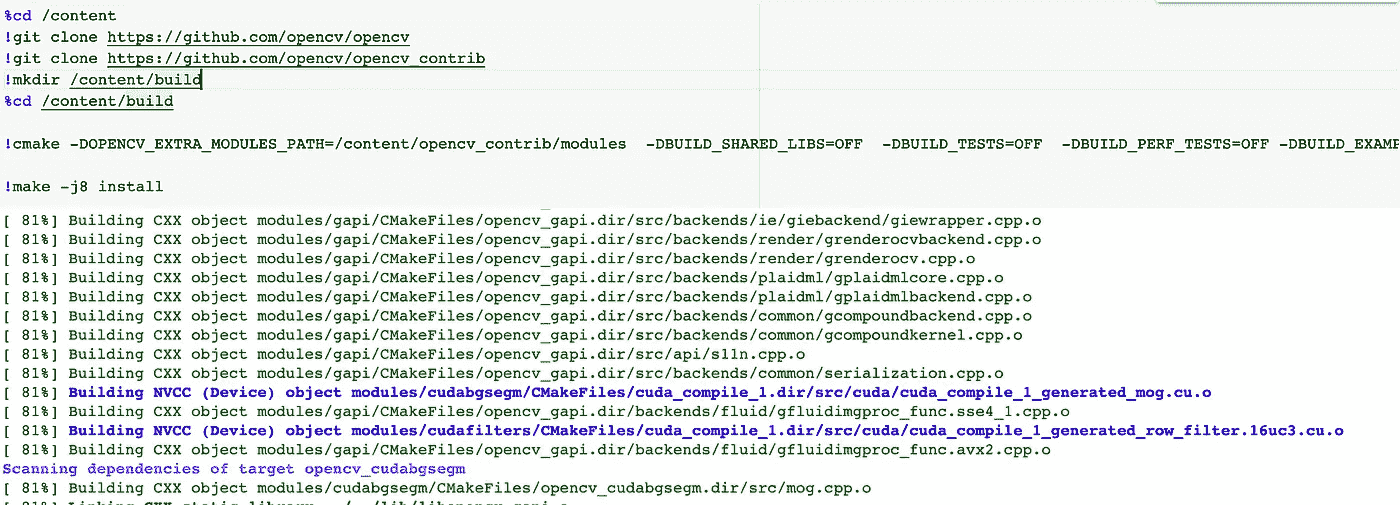 %cd /content
!git clone https://github.com/opencv/opencv
!git clone https://github.com/opencv/opencv_contrib
!mkdir /content/build
%cd /content/build
!cmake -DOPENCV_EXTRA_MODULES_PATH=/content/opencv_contrib/modules  -DBUILD_SHARED_LIBS=OFF  -DBUILD_TESTS=OFF  -DBUILD_PERF_TESTS=OFF -DBUILD_EXAMP
!make -j8 install
[ 81%] Building CXX object modules/gapi/CMakeFiles/opencv_gapi.dir/src/backends/ie/giebackend/giewrapper.cpp.o
[ 81%] Building CXX object modules/gapi/CMakeFiles/opencv_gapi.dir/src/backends/render/grenderocvbackend.cpp.o
[ 81%] Building CXX object modules/gapi/CMakeFiles/opencv_gapi.dir/src/backends/render/grenderocv.cpp.o
[ 81%] Building CXX object modules/gapi/CMakeFiles/opencv_gapi.dir/src/backends/plaidml/gplaidmlcore.cpp.o
[ 81%] Building CXX object modules/gapi/CMakeFiles/opencv_gapi.dir/src/backends/plaidml/gplaidmlbackend.cpp.o
[ 81%] Building CXX object modules/gapi/CMakeFiles/opencv_gapi.dir/src/backends/common/gcompoundbackend.cpp.o
[ 81%] Building CXX object modules/gapi/CMakeFiles/opencv_gapi.dir/src/backends/common/gcompoundkernel.cpp.o
[ 81%] Building CXX object modules/gapi/CMakeFiles/opencv_gapi.dir/src/api/s11n.cpp.o
[ 81%] Building CXX object modules/gapi/CMakeFiles/opencv_gapi.dir/src/backends/common/serialization.cpp.o
[ 81%] Building NVCC (Device) object modules/cudabgsegm/CMakeFiles/cuda_compile_1.dir/src/cuda/cuda_compile_1_generated_mog.cu.o
[ 81%] Building CXX object modules/gapi/CMakeFiles/opencv_gapi.dir/backends/fluid/gfluidimgproc_func.sse4_1.cpp.o
[ 81%] Building NVCC (Device) object modules/cudafilters/CMakeFiles/cuda_compile_1.dir/src/cuda/cuda_compile_1_generated_row_filter.16uc3.cu.o
[ 81%] Building CXX object modules/gapi/CMakeFiles/opencv_gapi.dir/backends/fluid/gfluidimgproc_func.avx2.cpp.o
Scanning dependencies of target opencv_cudabgsegm
[ 81%] Building CXX object modules/cudabgsegm/CMakeFiles/opencv_cudabgsegm.dir/src/mog.cpp.o